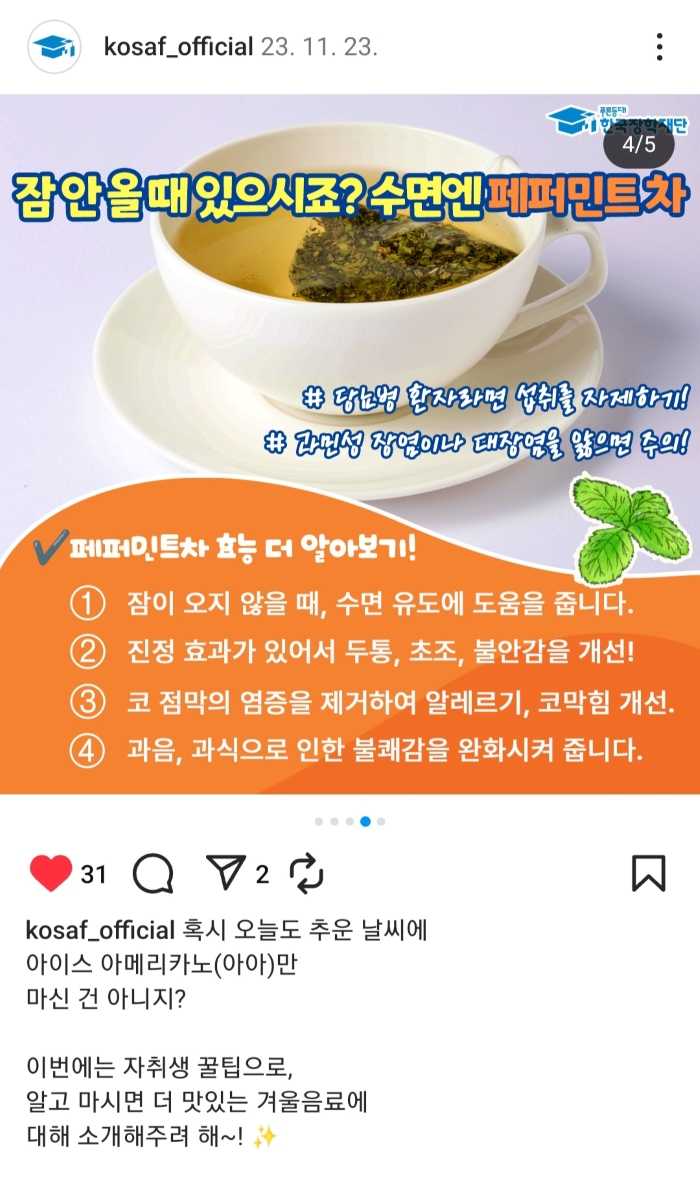 kosaf_official 23. 11. 23.
푸른등대
한국장학재단
4/5
잠 안 올 때 있으시죠? 수면엔 페퍼민트 차
# 당뇨병 환자라면 섭취를 자제하기!
# 과민성 장염이나 대장염을 앓으면 주의!
페퍼민트차 효능 더 알아보기!
① 잠이 오지 않을 때, 수면 유도에 도움을 줍니다.
② 진정 효과가 있어서 두통, 초조, 불안감을 개선!
③ 코 점막의 염증을 제거하여 알레르기, 코막힘 개선.
④ 과음, 과식으로 인한 불쾌감을 완화시켜 줍니다.
31 2
kosaf_official 혹시 오늘도 추운 날씨에
아이스 아메리카노(아아)만
마신 건 아니지?
이번에는 자취생 꿀팁으로,
알고 마시면 더 맛있는 겨울음료에
대해 소개해주려 해~! ✨